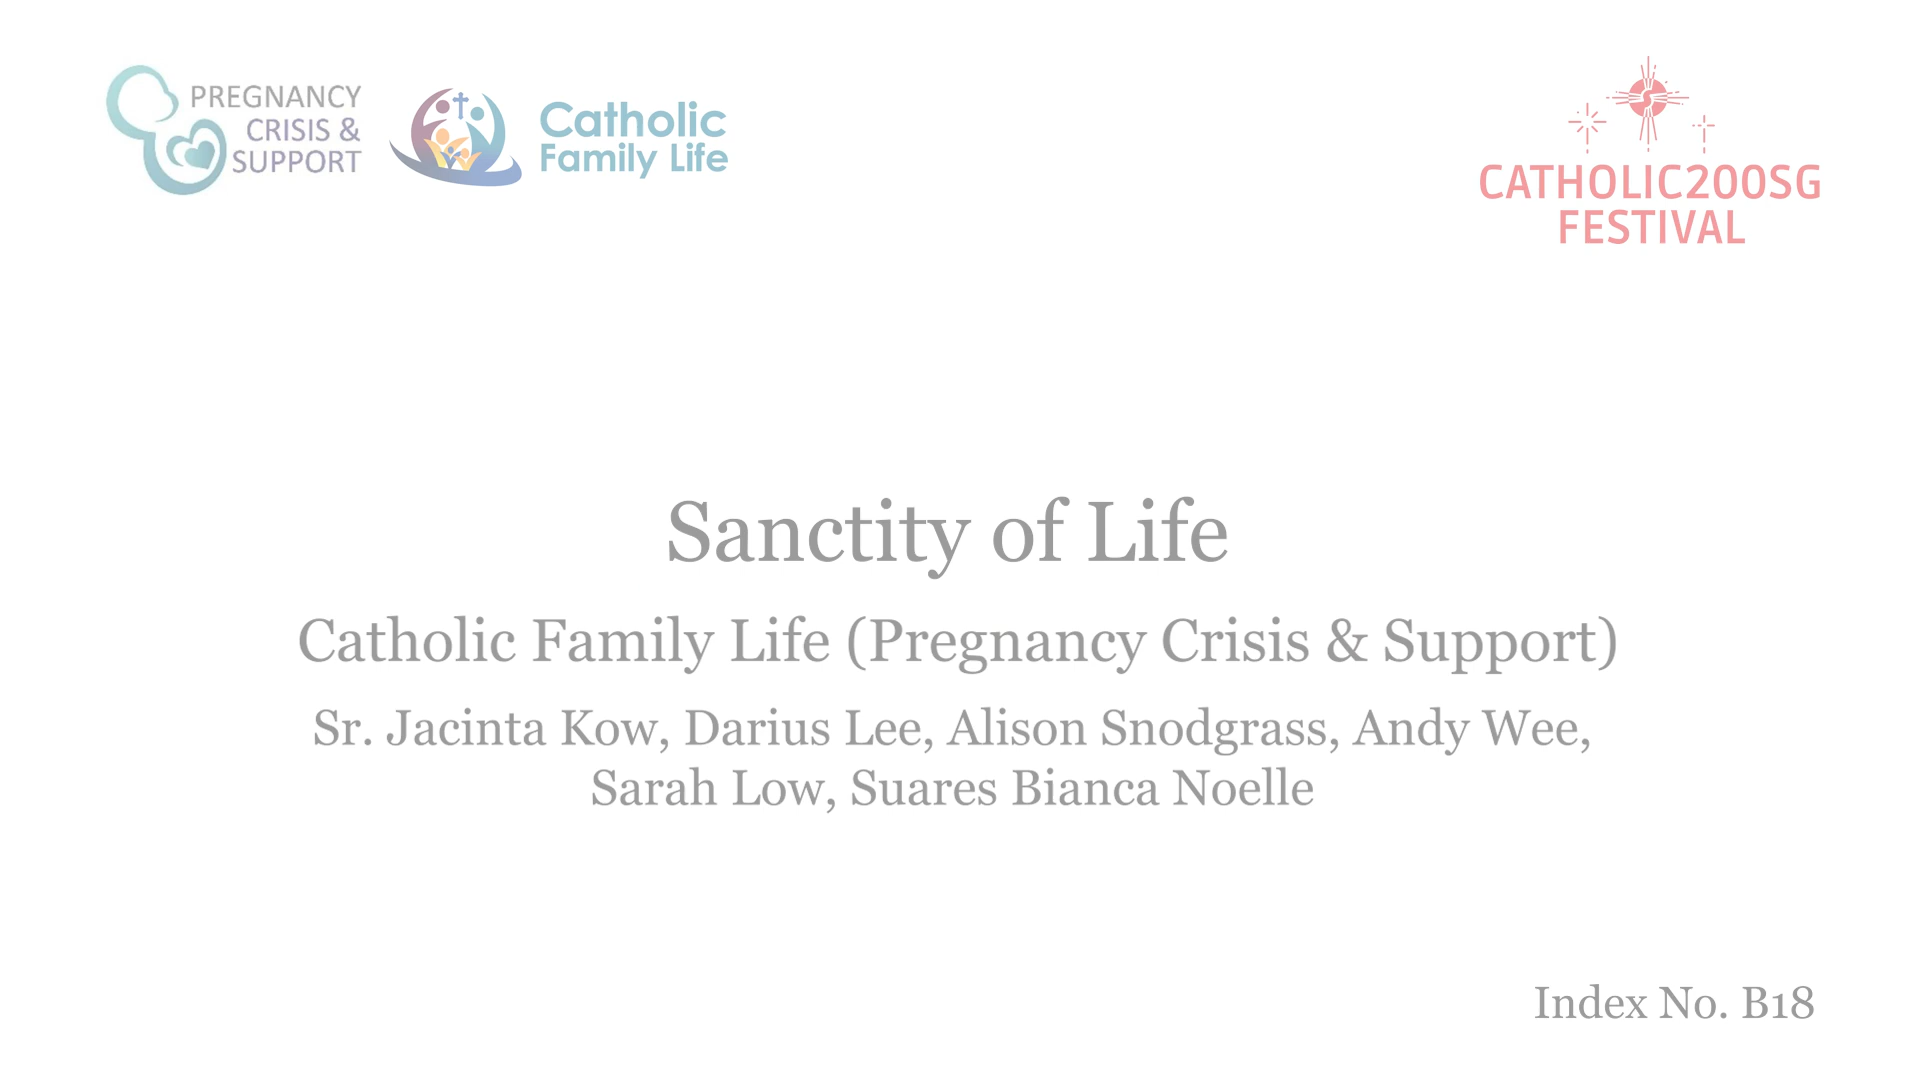 PREGNANCY
CRISIS &
SUPPORT
Catholic
Family Life
CATHOLIC200SG
FESTIVAL
Sanctity of Life
Catholic Family Life (Pregnancy Crisis & Support)
Sr. Jacinta Kow, Darius Lee, Alison Snodgrass, Andy Wee,
Sarah Low, Suares Bianca Noelle
Index No. B18